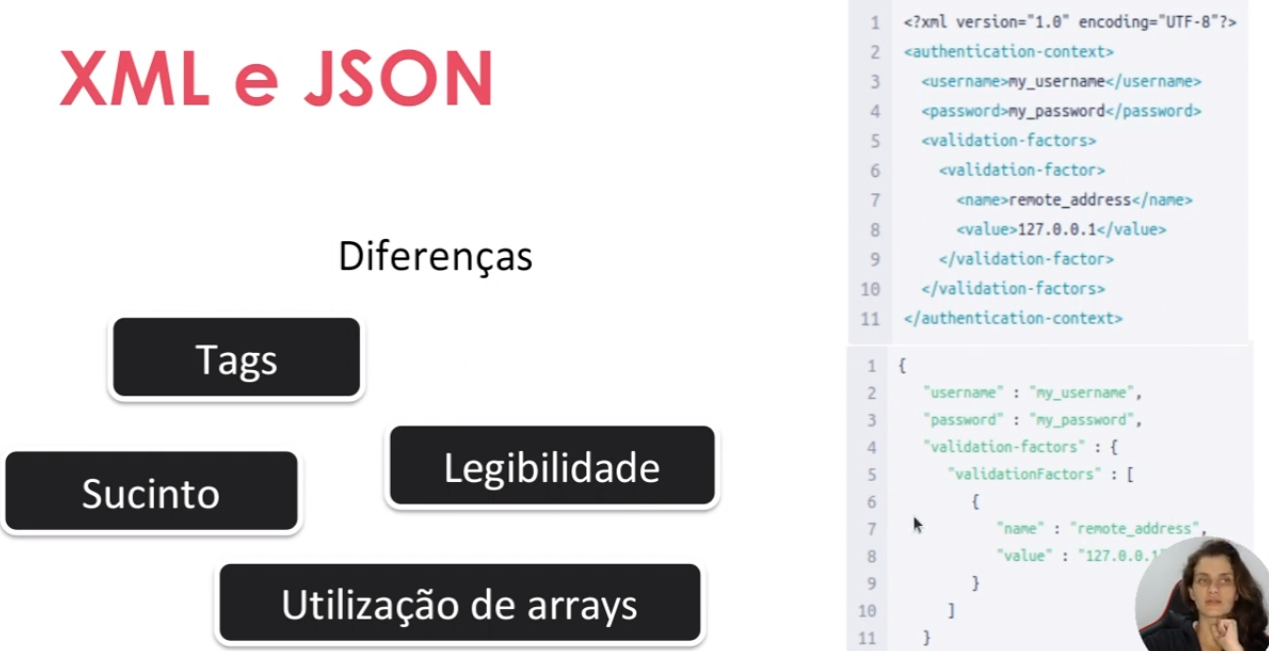 XML e JSON
Diferenças
Tags
Legibilidade
Sucinto
Utilização de arrays
1 <?xml version="1.0" encoding="UTF-8"?>
2 <authentication-context>
3 <username>my_username</username>
4 <password>my_password</password>
5 <validation-factors>
6 <validation-factor>
7 <name>remote_address</name>
8 <value>127.0.0.1</value>
9 </validation-factor>
10 </validation-factors>
11 </authentication-context>
1 {
2 "username" : "my_username",
3 "password" : "my_password",
4 "validation-factors" : {
5 "validationFactors" : [
6 {
7 "name" : "remote_address",
8 "value" : "127.0.0.1"
9 }
10 ]
11 }